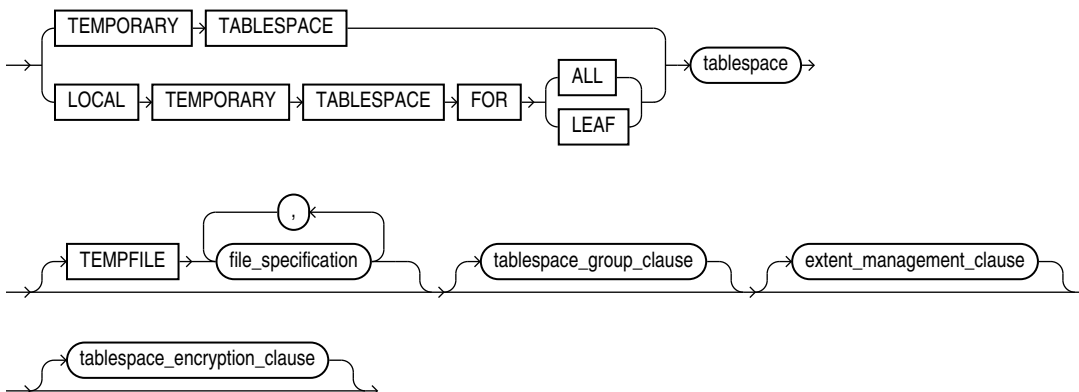 TEMPORARY TABLESPACE
LOCAL TEMPORARY TABLESPACE FOR ALL LEAF tablespace
,
TEMPFILE file_specification tablespace_group_clause extent_management_clause
tablespace_encryption_clause